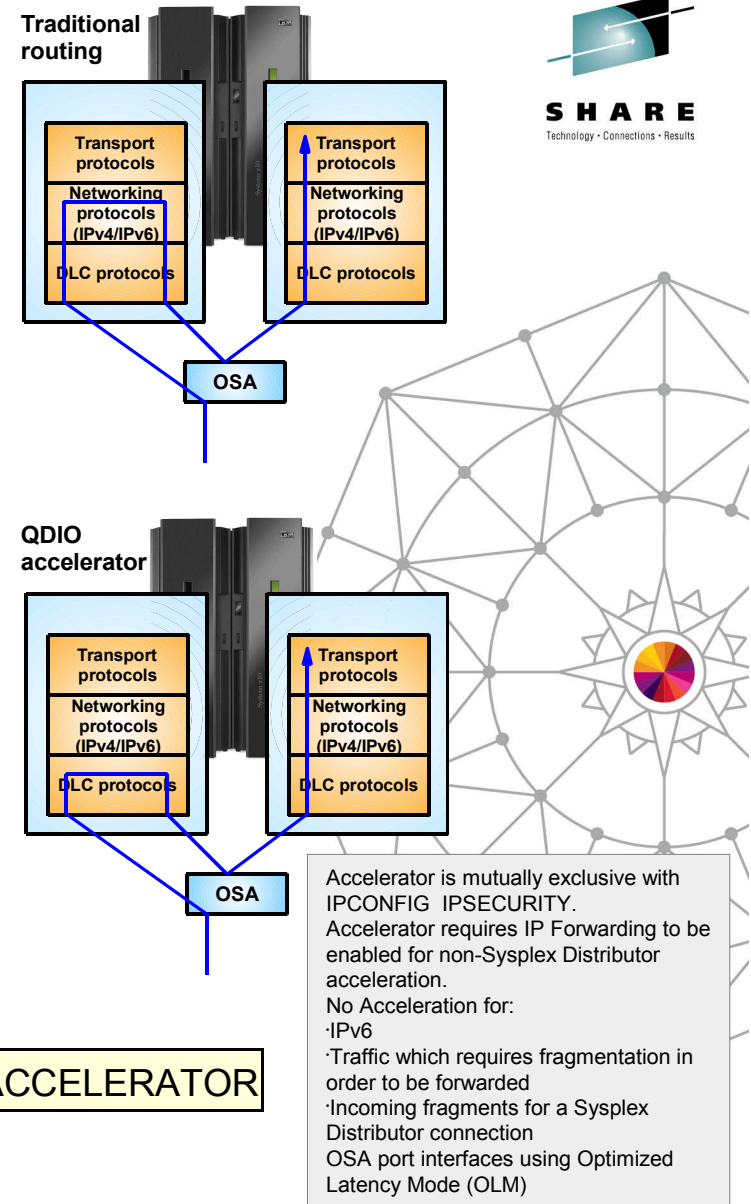 Traditional
routing
SHARE
Technology · Connections · Results
Transport
protocols
Networking
protocols
(IPv4/IPv6)
DLC protocols
Transport
protocols
Networking
protocols
(IPv4/IPv6)
DLC protocols
System z10
OSA
QDIO
accelerator
Transport
protocols
Networking
protocols
(IPv4/IPv6)
DLC protocols
Transport
protocols
Networking
protocols
(IPv4/IPv6)
DLC protocols
System z10
OSA
Accelerator is mutually exclusive with
IPCONFIG IPSECURITY.
Accelerator requires IP Forwarding to be
enabled for non-Sysplex Distributor
acceleration.
No Acceleration for:
·IPv6
·Traffic which requires fragmentation in
order to be forwarded
·Incoming fragments for a Sysplex
Distributor connection
OSA port interfaces using Optimized
Latency Mode (OLM)
ACCELERATOR